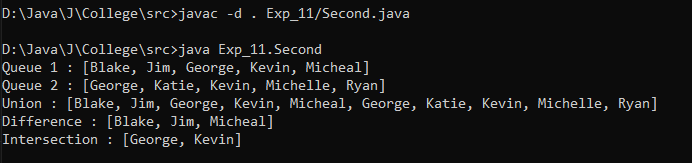 D:\Java\J\College\src>javac -d . Exp_11/Second.java
D:\Java\J\College\src>java Exp_11.Second
Queue 1 : [Blake, Jim, George, Kevin, Micheal]
Queue 2 : [George, Katie, Kevin, Michelle, Ryan]
Union : [Blake, Jim, George, Kevin, Micheal, George, Katie, Kevin, Michelle, Ryan]
Difference : [Blake, Jim, Micheal]
Intersection : [George, Kevin]